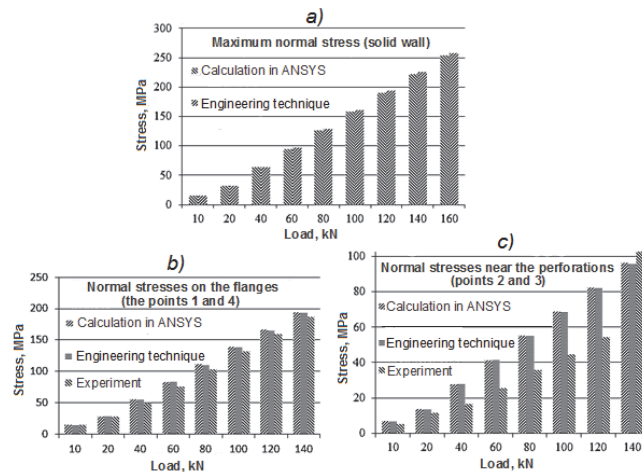 a)
Maximum normal stress (solid wall)
Calculation in ANSYS
Engineering technique
Stress, MPa
300
250
200
150
100
50
0
10 20 40 60 80 100 120 140 160
Load, kN
b)
Normal stresses on the flanges
(the points 1 and 4)
Calculation in ANSYS
Engineering technique
Experiment
Stress, MPa
250
200
150
100
50
0
10 20 40 60 80 100 120 140
Load, kN
c)
Normal stresses near the perforations
(points 2 and 3)
Calculation in ANSYS
Engineering technique
Experiment
Stress, MPa
100
80
60
40
20
0
10 20 40 60 80 100 120 140
Load, kN